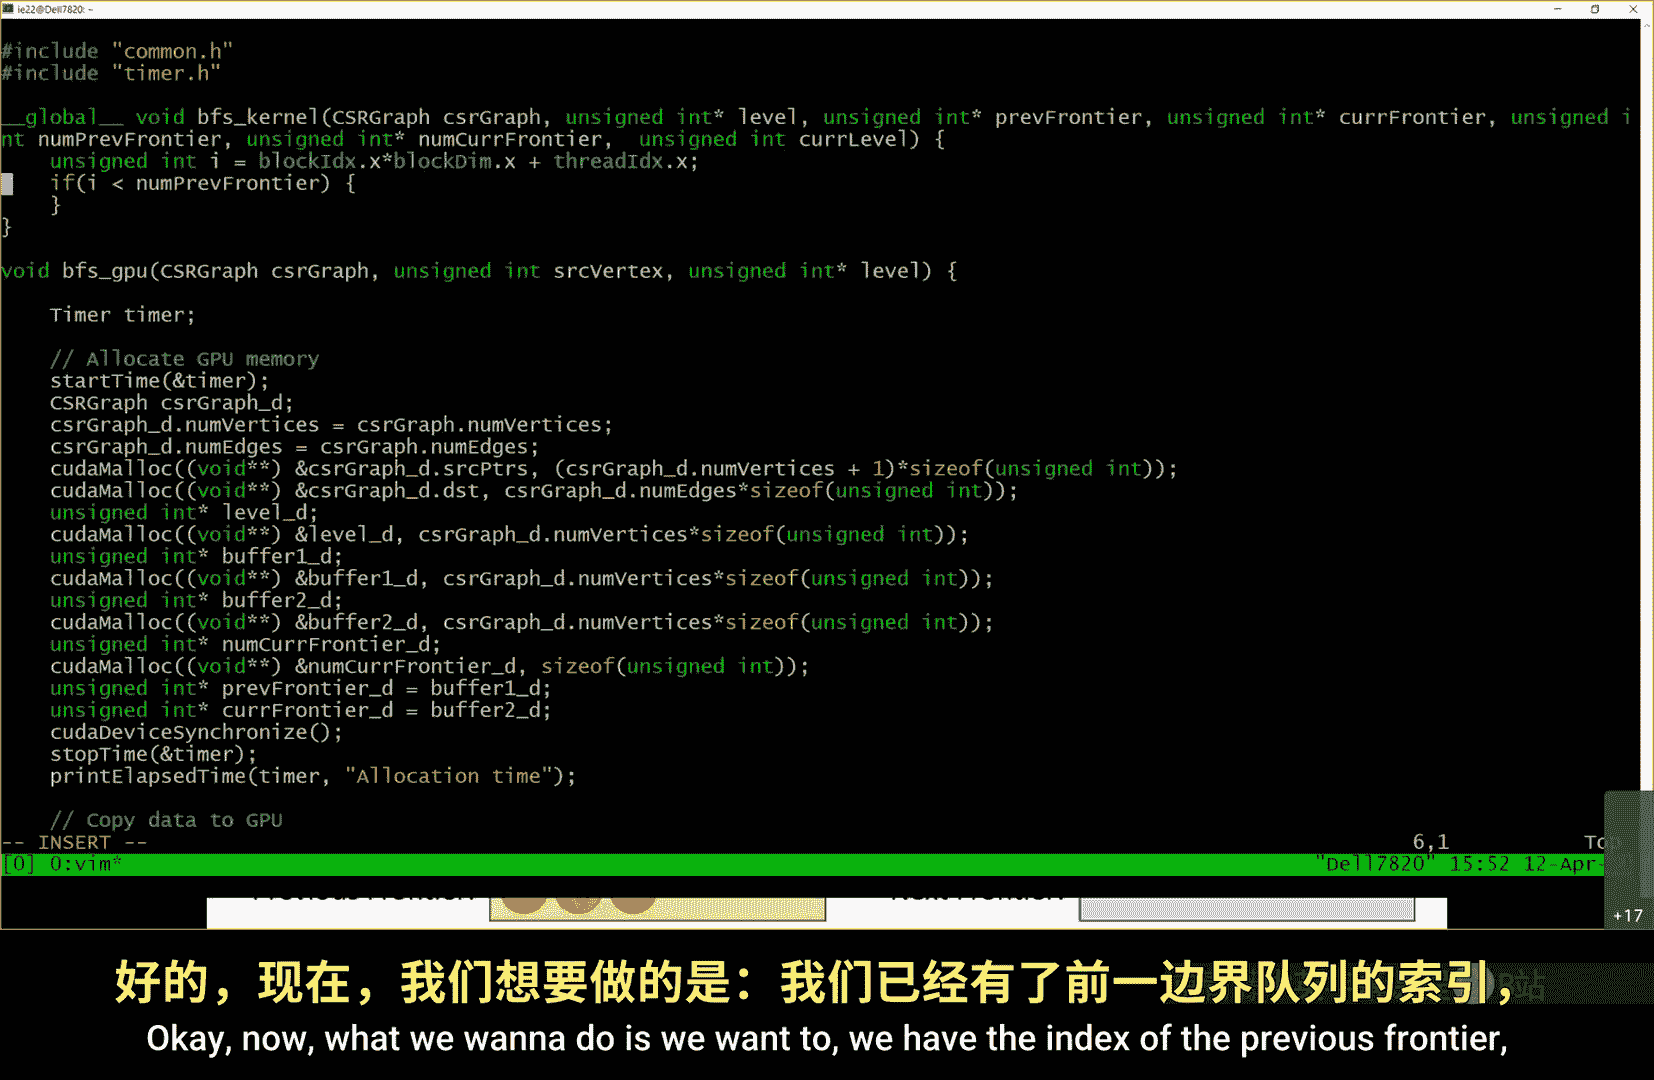 ie22@Dell7820: ~
#include "common.h"
#include "timer.h"
__global__ void bfs_kernel(CSRGraph csrGraph, unsigned int* level, unsigned int* prevFrontier, unsigned int* currFrontier, unsigned i
nt numPrevFrontier, unsigned int* numCurrFrontier,  unsigned int currLevel) {
    unsigned int i = blockIdx.x*blockDim.x + threadIdx.x;
    if(i < numPrevFrontier) {
    }
}
void bfs_gpu(CSRGraph csrGraph, unsigned int srcVertex, unsigned int* level) {
    Timer timer;
    // Allocate GPU memory
    startTime(&timer);
    CSRGraph csrGraph_d;
    csrGraph_d.numVertices = csrGraph.numVertices;
    csrGraph_d.numEdges = csrGraph.numEdges;
    cudaMalloc((void**) &csrGraph_d.srcPtrs, (csrGraph_d.numVertices + 1)*sizeof(unsigned int));
    cudaMalloc((void**) &csrGraph_d.dst, csrGraph_d.numEdges*sizeof(unsigned int));
    unsigned int* level_d;
    cudaMalloc((void**) &level_d, csrGraph_d.numVertices*sizeof(unsigned int));
    unsigned int* buffer1_d;
    cudaMalloc((void**) &buffer1_d, csrGraph_d.numVertices*sizeof(unsigned int));
    unsigned int* buffer2_d;
    cudaMalloc((void**) &buffer2_d, csrGraph_d.numVertices*sizeof(unsigned int));
    unsigned int* numCurrFrontier_d;
    cudaMalloc((void**) &numCurrFrontier_d, sizeof(unsigned int));
    unsigned int* prevFrontier_d = buffer1_d;
    unsigned int* currFrontier_d = buffer2_d;
    cudaDeviceSynchronize();
    stopTime(&timer);
    printElapsedTime(timer, "Allocation time");
    // Copy data to GPU
-- INSERT -- 6,1 Top
[0] 0:vim* "Dell7820" 15:52 12-Apr-
+17
好的，现在，我们想要做的是：我们已经有了前一边界队列的索引，
Okay, now, what we wanna do is we want to, we have the index of the previous frontier,